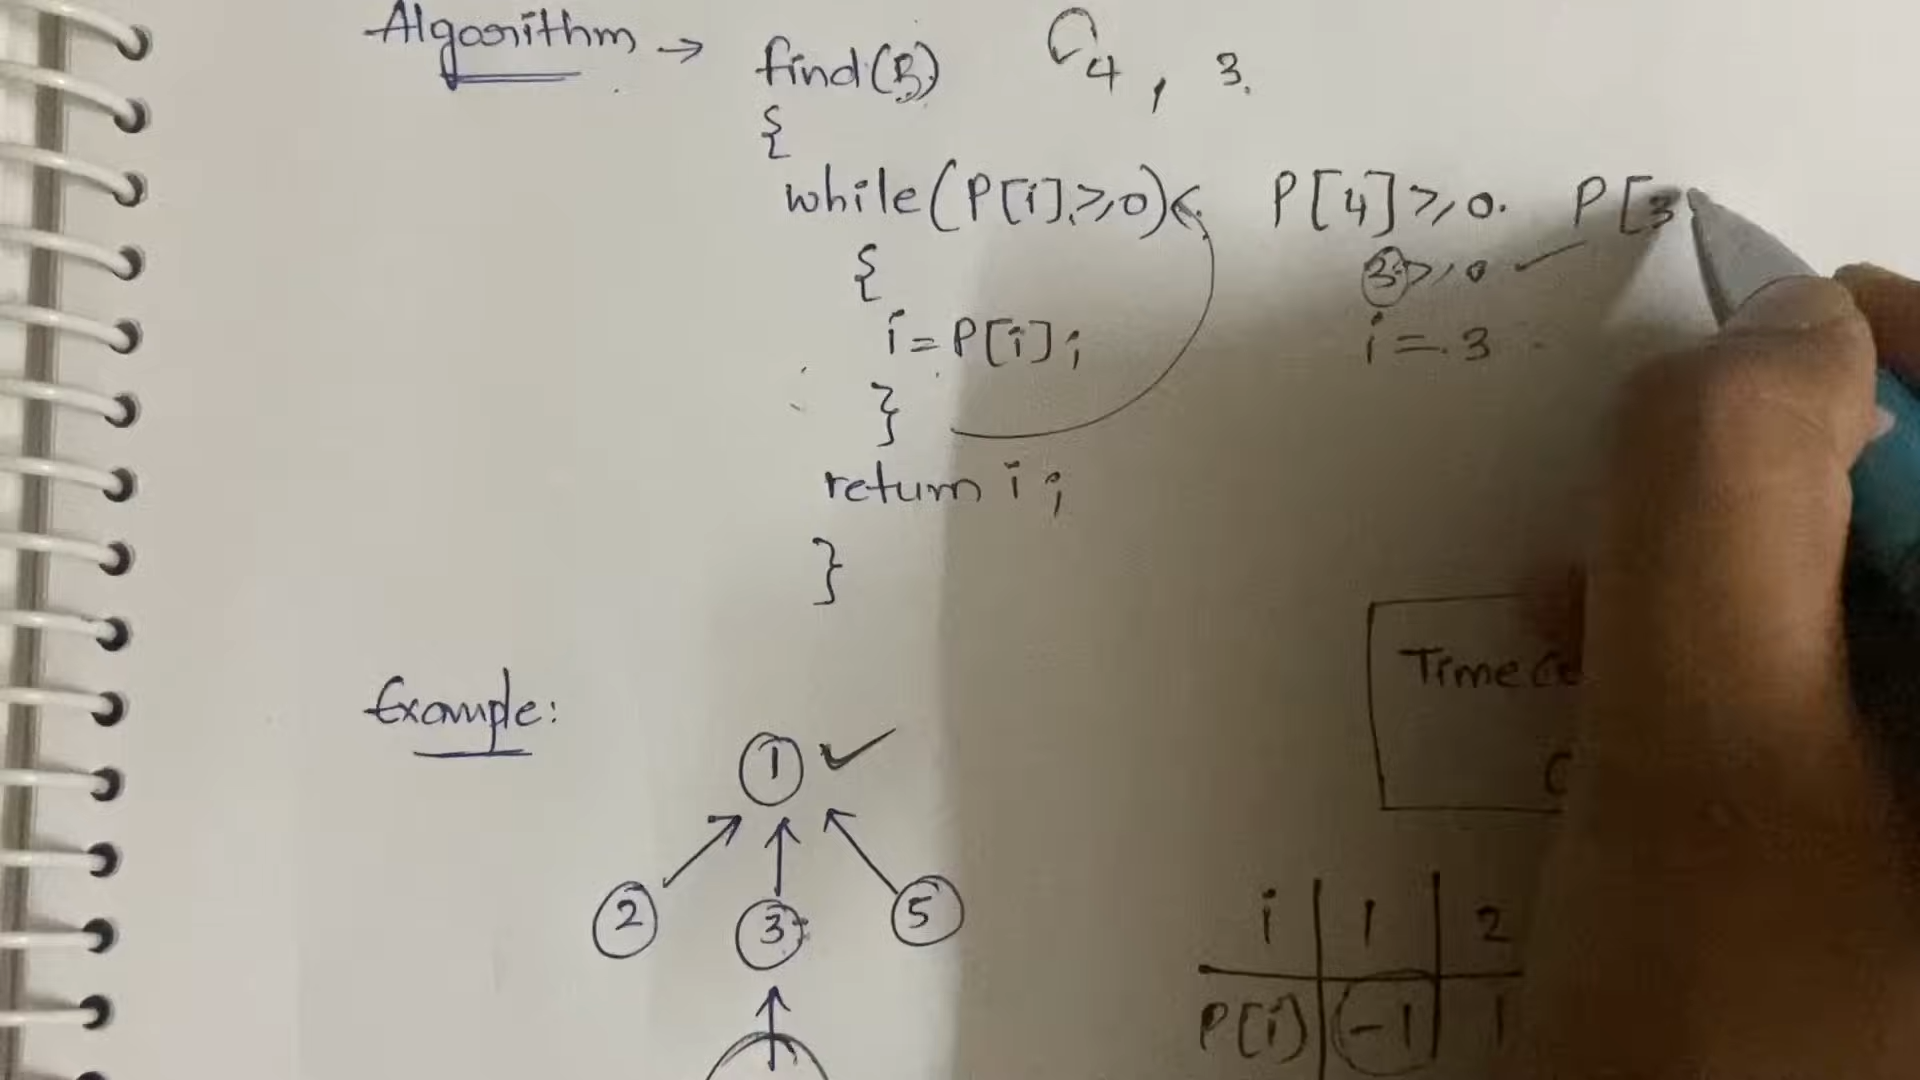 Algorithm → find(B) 4, 3.
{
while(P[i]≥0) P[4]≥0. P[3
{ 3≥0 ✓
i=P[i]; i=3
}
return i;
}
Time
Example:
1 ✓
2 3 5
i 1 2
P(i) -1 1